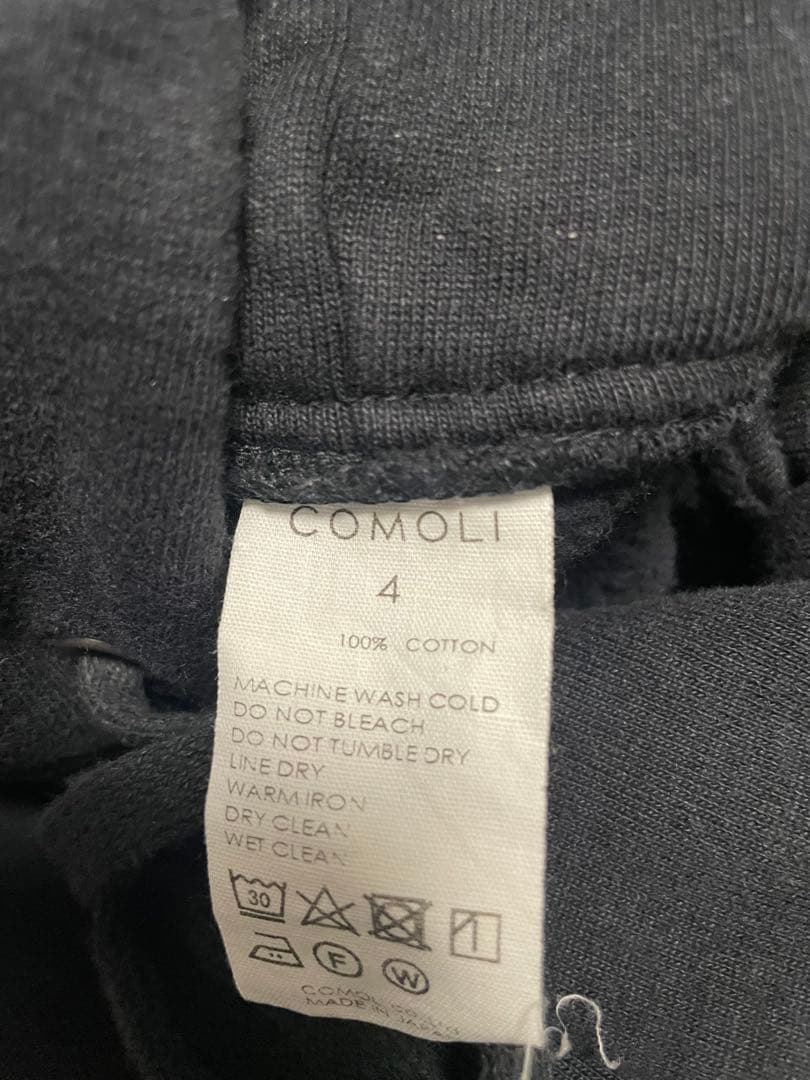 COMOLI
4
100% COTTON
MACHINE WASH COLD
DO NOT BLEACH
DO NOT TUMBLE DRY
LINE DRY
WARM IRON
DRY CLEAN
WET CLEAN
30
F W
MADE IN JAPAN